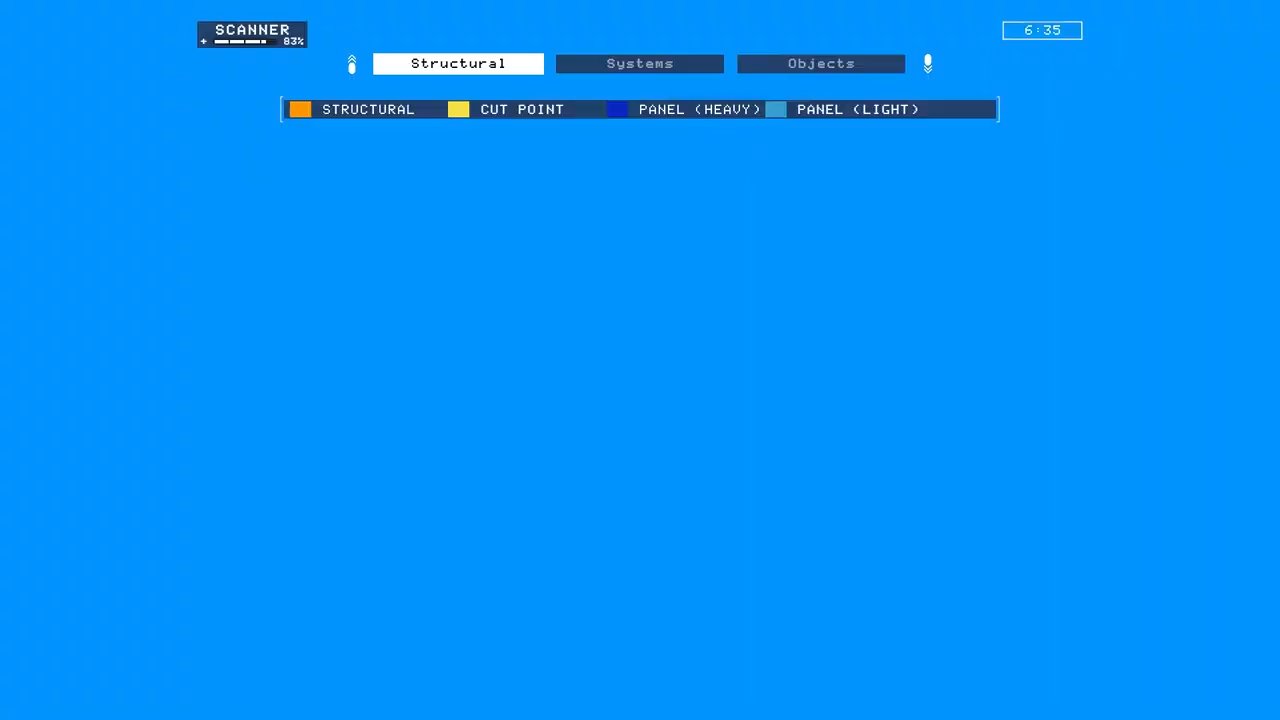 SCANNER
+ 83%
6:35
Structural Systems Objects
STRUCTURAL CUT POINT PANEL (HEAVY) PANEL (LIGHT)